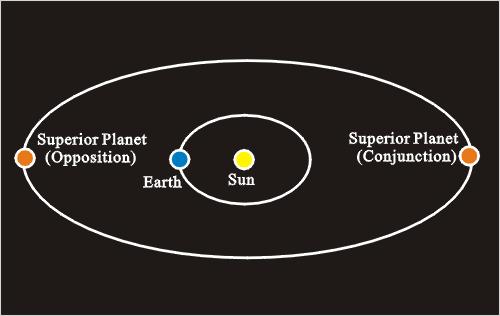 Superior Planet
(Opposition)
Earth
Sun
Superior Planet
(Conjunction)